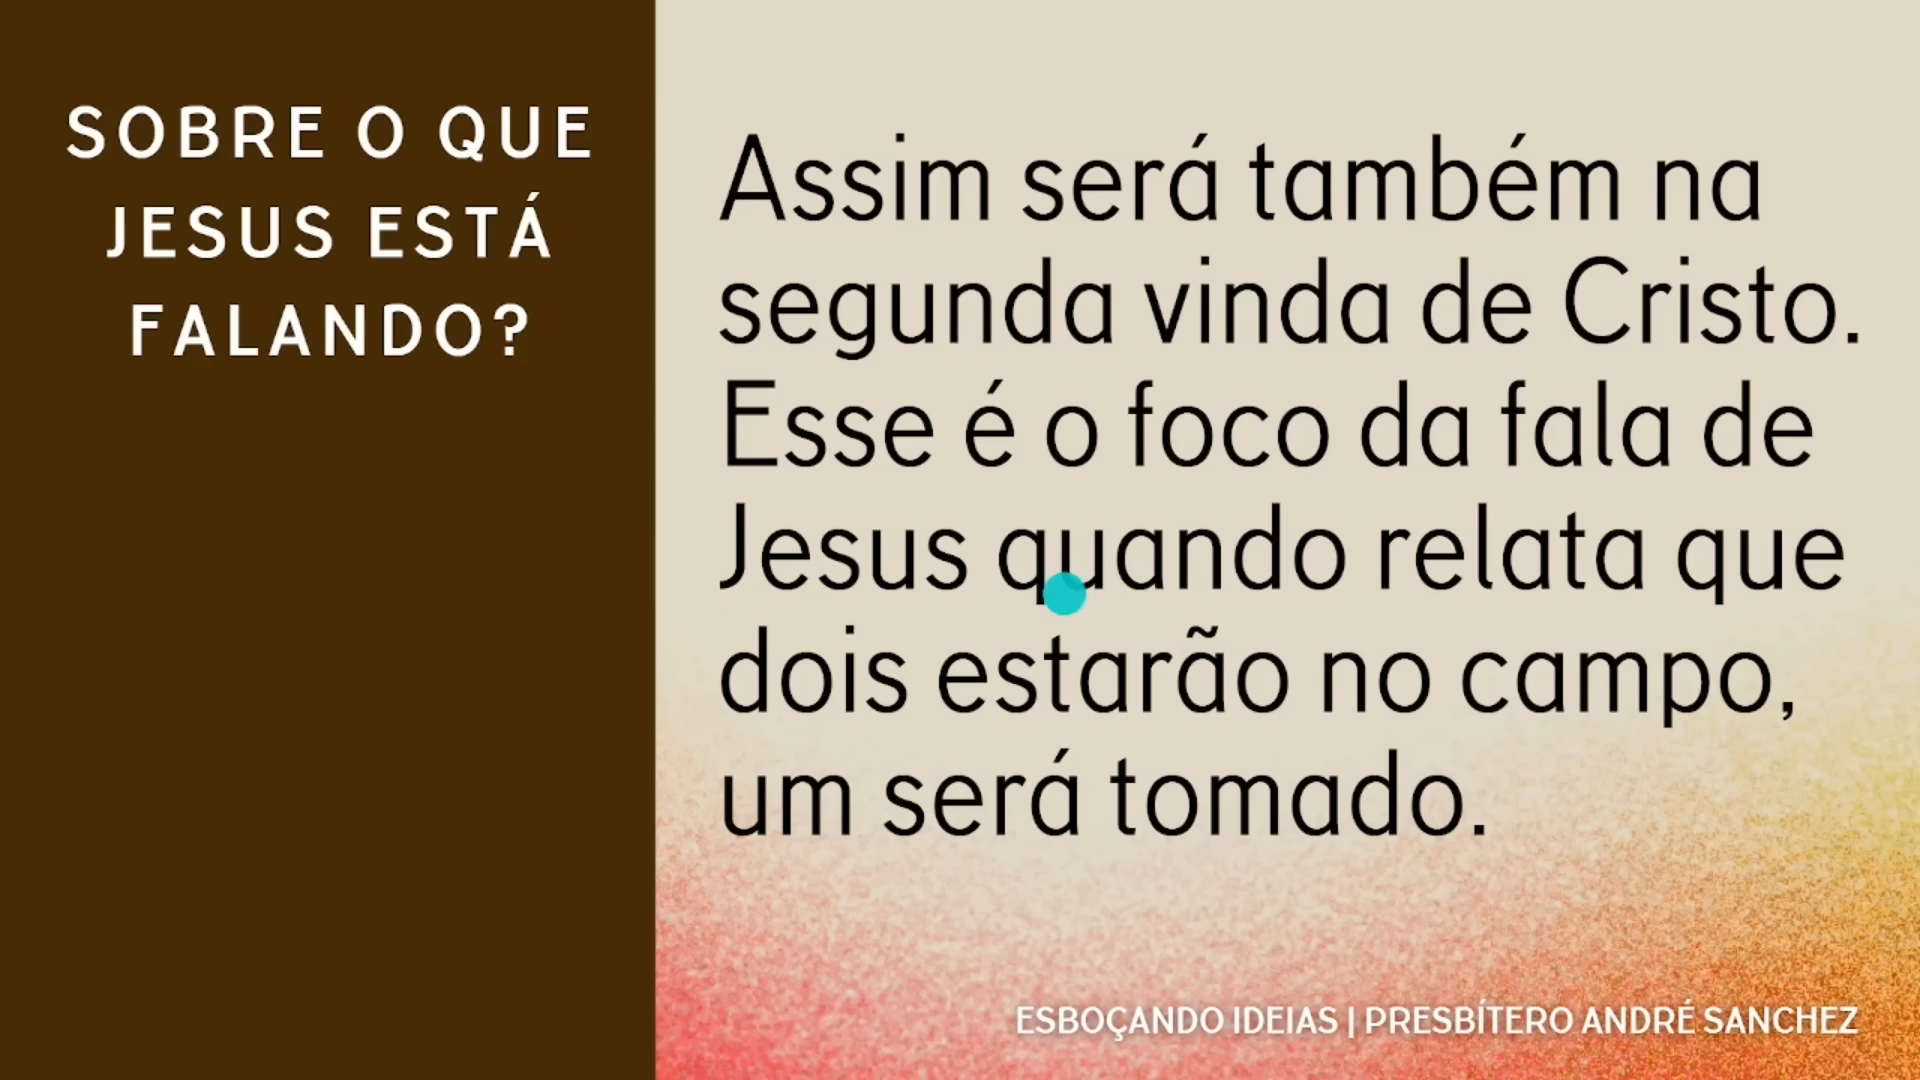 SOBRE O QUE
JESUS ESTÁ
FALANDO?
Assim será também na
segunda vinda de Cristo.
Esse é o foco da fala de
Jesus quando relata que
dois estarão no campo,
um será tomado.
ESBOÇANDO IDEIAS | PRESBÍTERO ANDRÉ SANCHEZ